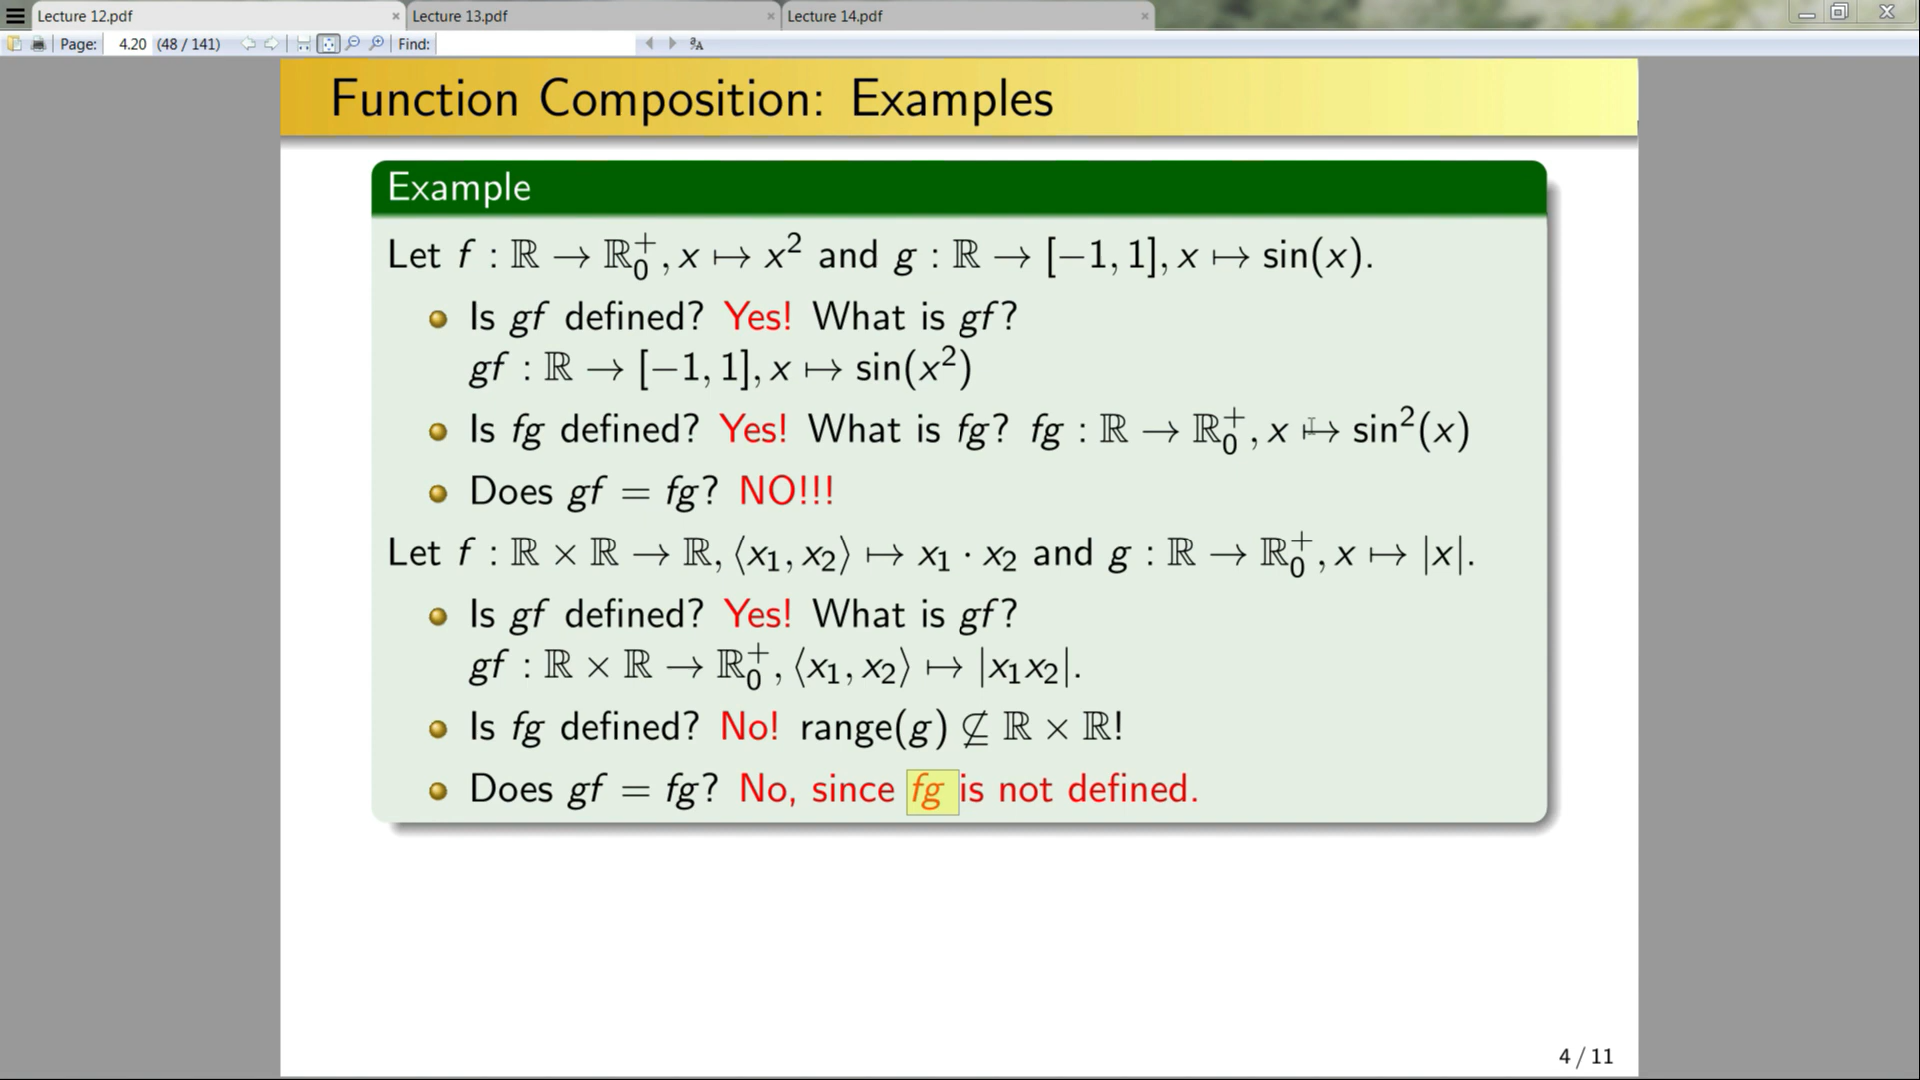 Lecture 12.pdf × Lecture 13.pdf × Lecture 14.pdf ×
Page: 4.20 (48 / 141) Find:
Function Composition: Examples
Example
Let f : ℝ → ℝ₀⁺, x ↦ x² and g : ℝ → [−1, 1], x ↦ sin(x).
Is gf defined? Yes! What is gf?
gf : ℝ → [−1, 1], x ↦ sin(x²)
Is fg defined? Yes! What is fg? fg : ℝ → ℝ₀⁺, x ↦ sin²(x)
Does gf = fg? NO!!!
Let f : ℝ × ℝ → ℝ, ⟨x₁, x₂⟩ ↦ x₁ · x₂ and g : ℝ → ℝ₀⁺, x ↦ |x|.
Is gf defined? Yes! What is gf?
gf : ℝ × ℝ → ℝ₀⁺, ⟨x₁, x₂⟩ ↦ |x₁x₂|.
Is fg defined? No! range(g) ⊈ ℝ × ℝ!
Does gf = fg? No, since fg is not defined.
4 / 11